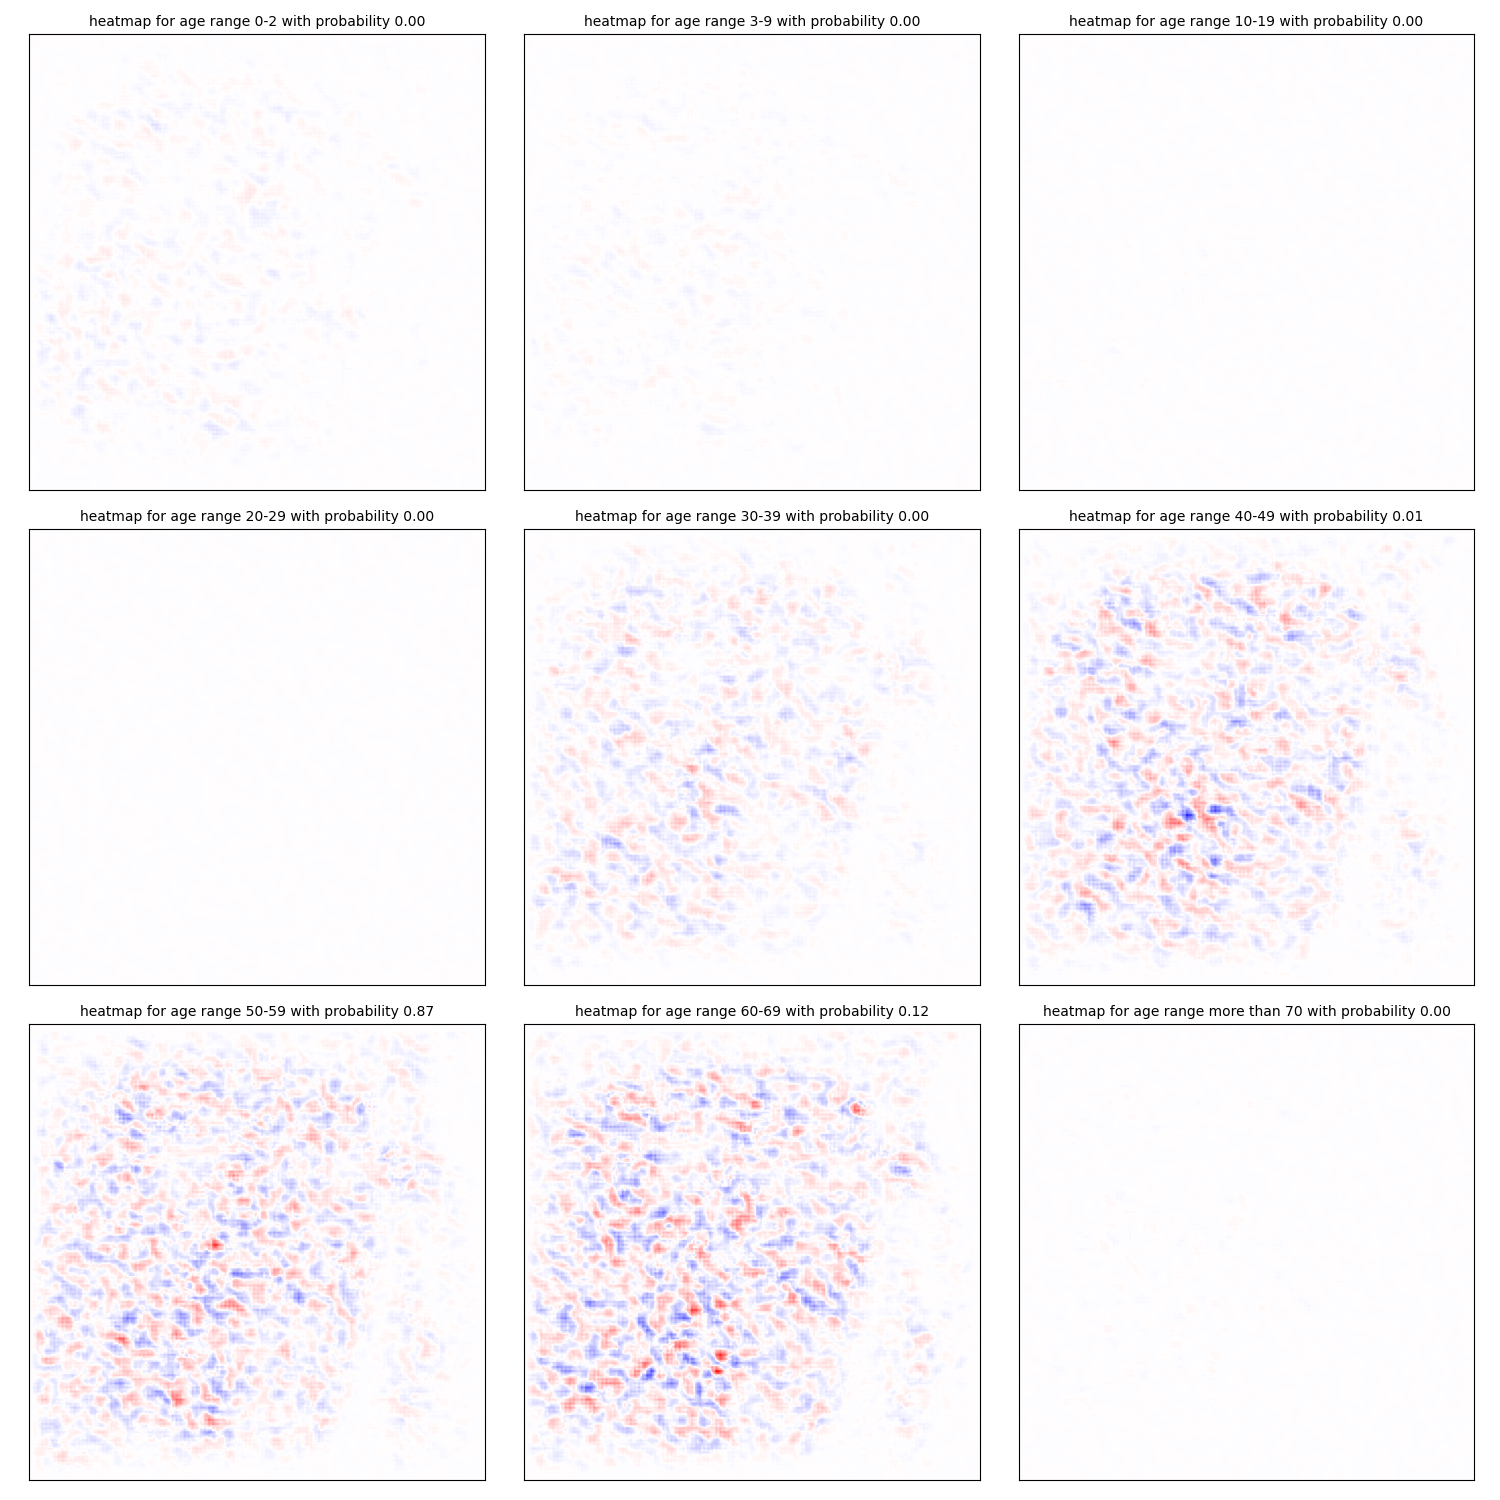 heatmap for age range 0-2 with probability 0.00
heatmap for age range 3-9 with probability 0.00
heatmap for age range 10-19 with probability 0.00
heatmap for age range 20-29 with probability 0.00
heatmap for age range 30-39 with probability 0.00
heatmap for age range 40-49 with probability 0.01
heatmap for age range 50-59 with probability 0.87
heatmap for age range 60-69 with probability 0.12
heatmap for age range more than 70 with probability 0.00